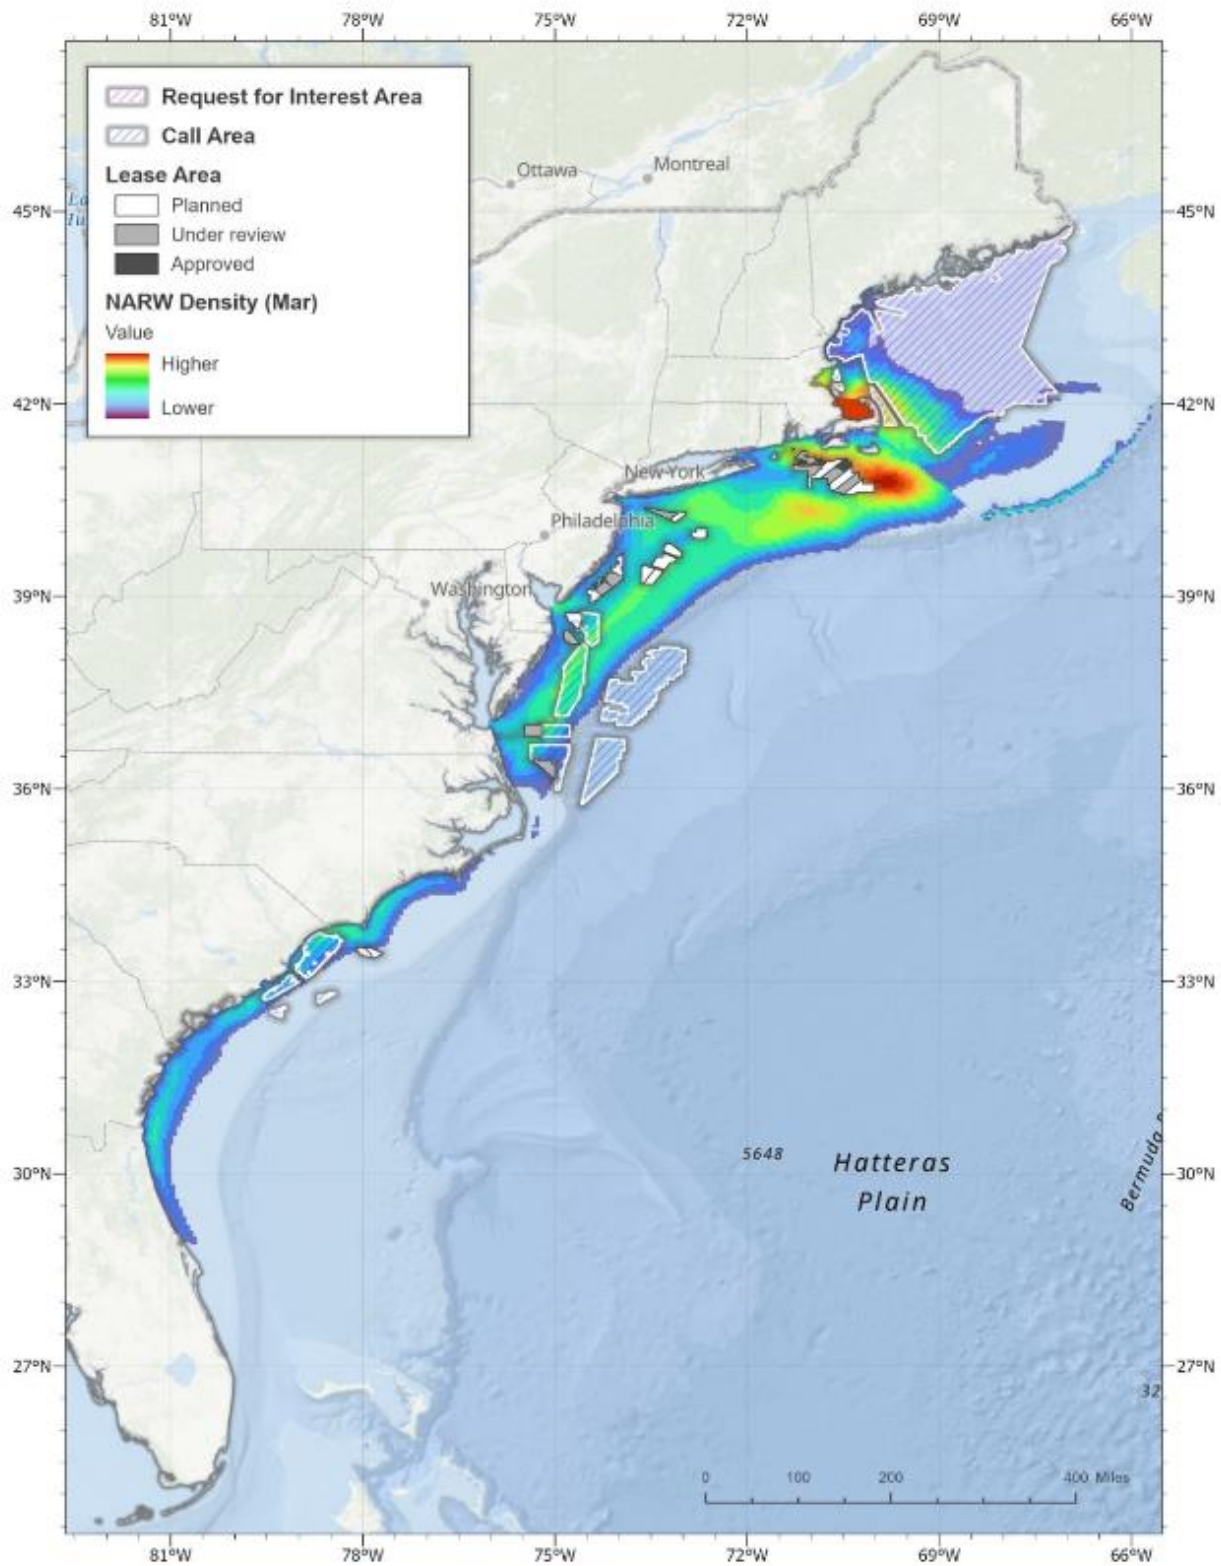 81°W 78°W 75°W 72°W 69°W 66°W
Request for Interest Area
Call Area
Lease Area
Planned
Under review
Approved
NARW Density (Mar)
Value
Higher
Lower
Ottawa
Montreal
45°N 45°N
42°N 42°N
New York
Philadelphia
Washington
39°N 39°N
36°N 36°N
33°N 33°N
5648
Hatteras
Plain
Bermuda
30°N 30°N
27°N 27°N
32
0 100 200 400 Miles
81°W 78°W 75°W 72°W 69°W 66°W